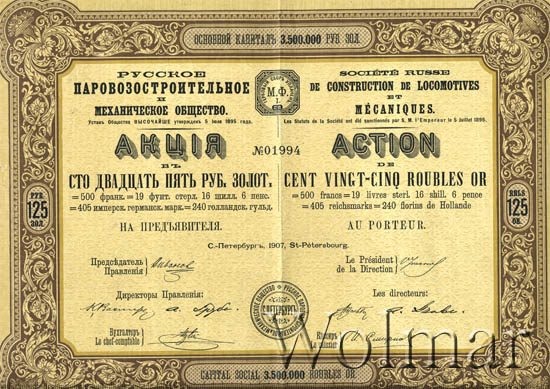 ОСНОВНОЙ КАПИТАЛЪ 3.500.000 РУБ ЗОЛ.
РУССКОЕ
ПАРОВОЗОСТРОИТЕЛЬНОЕ
И
МЕХАНИЧЕСКОЕ ОБЩЕСТВО.
Уставъ Общества ВЫСОЧАЙШЕ утвержденъ 5 Іюля 1895 года.
М.Ф.
SOCIÉTÉ RUSSE
DE CONSTRUCTION DE LOCOMOTIVES
ET
MÉCANIQUES.
Les Statuts de la Société ont été sanctionnés par S. M. l'Empereur le 5 Juillet 1895.
АКЦІЯ
№01994
ACTION
ВЪ
СТО ДВАДЦАТЬ ПЯТЬ РУБ. ЗОЛОТ.
=500 франк. =19 фунт. стерл. 16 шилл. 6 пенс.
=405 имперск. германск. марк. =240 голландск. гульд.
НА ПРЕДЪЯВИТЕЛЯ.
DE
CENT VINGT-CINQ ROUBLES OR
=500 francs =19 livres sterl. 16 shill. 6 pence
=405 reichsmarks =240 florins de Hollande
AU PORTEUR.
РУБ.
125
ЗОЛ.
RBLS.
125
OR.
С.-Петербургъ, 1907, St-Pétersbourg.
Предсѣдатель
Правленія:
Le Président
de la Direction:
Директоры Правленія:
Les directeurs:
С.ПЕТЕРБУРГЪ
Бухгалтеръ
Le chef-comptable
Кассиръ
Le caissier
CAPITAL SOCIAL 3.500.000 ROUBLES OR
Wolmar